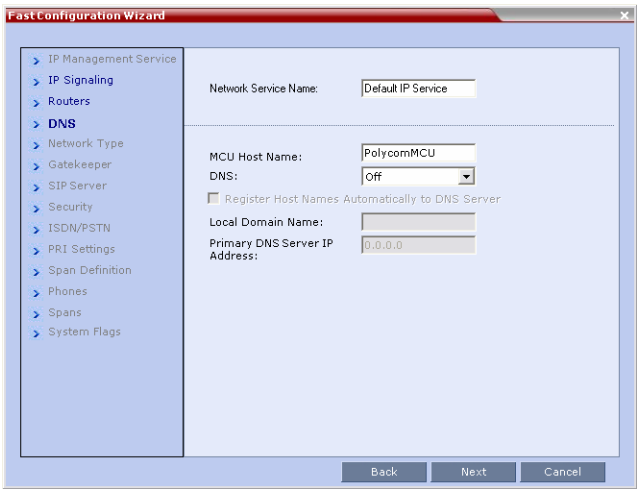 Fast Configuration Wizard
IP Management Service
IP Signaling
Routers
DNS
Network Type
Gatekeeper
SIP Server
Security
ISDN/PSTN
PRI Settings
Span Definition
Phones
Spans
System Flags
Network Service Name: Default IP Service
MCU Host Name: PolycomMCU
DNS: Off
Register Host Names Automatically to DNS Server
Local Domain Name:
Primary DNS Server IP 0.0.0.0
Address:
Back Next Cancel